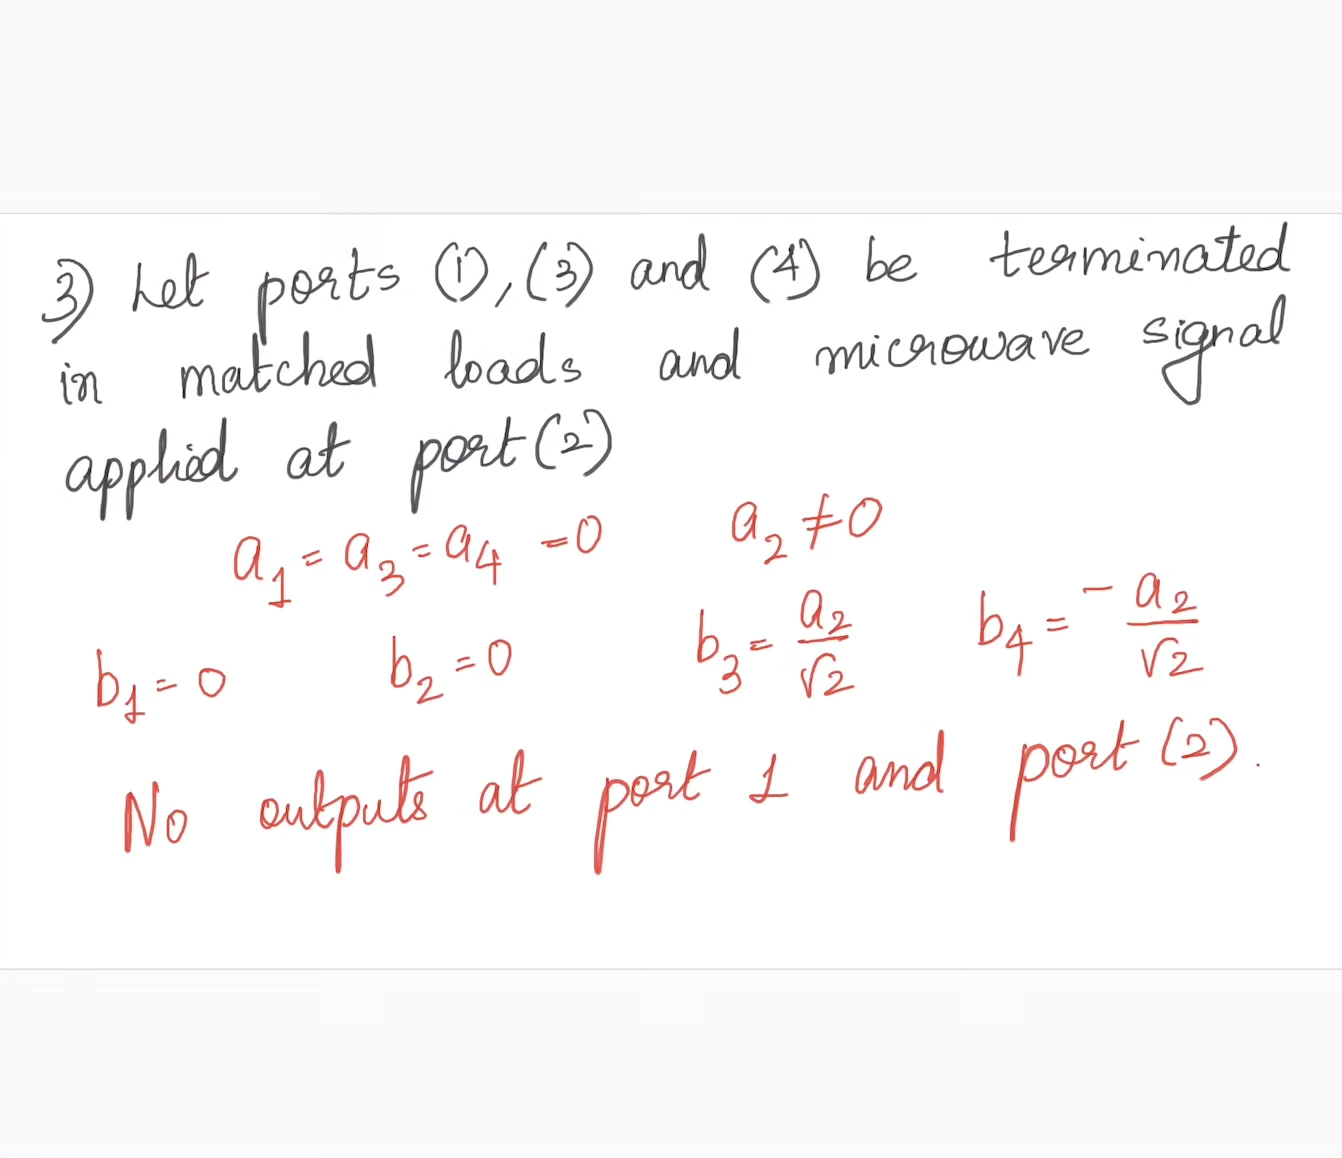 3) Let ports (1), (3) and (4) be terminated
in matched loads and microwave signal
applied at port (2)
a₁ = a₃ = a₄ = 0 a₂ ≠ 0
b₁ = 0 b₂ = 0 b₃ = a₂/√2 b₄ = -a₂/√2
No outputs at port 1 and port (2).